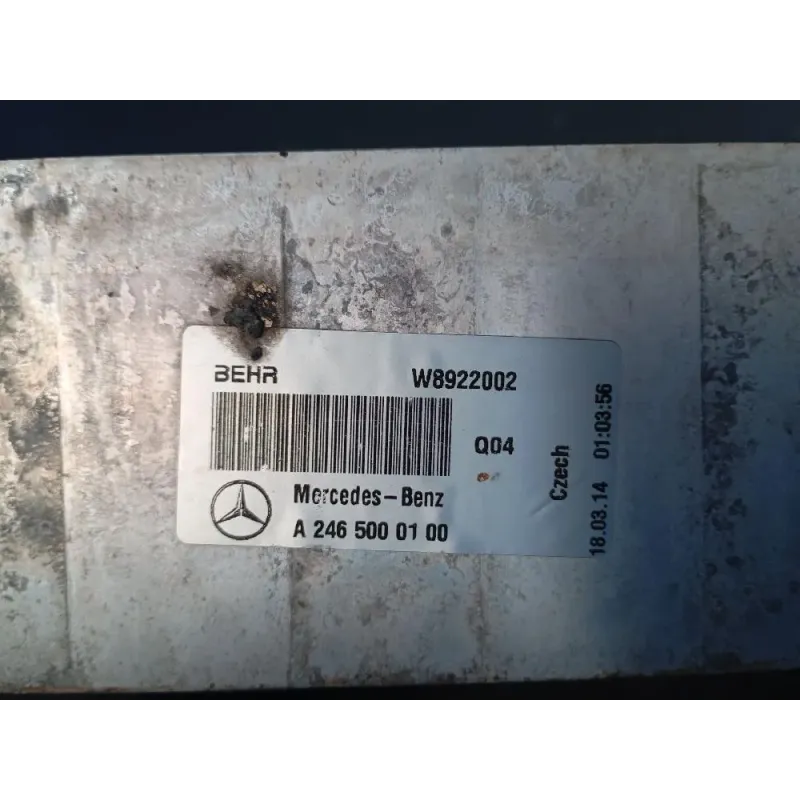 BEHR W8922002
Q04
Mercedes-Benz
A 246 500 01 00
Czech
18.03.14 01:03:56